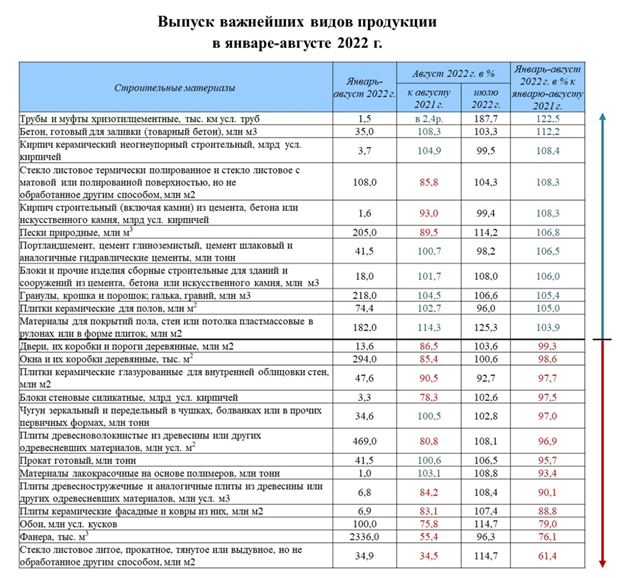 Выпуск важнейших видов продукции
в январе-августе 2022 г.
Строительные материалы
Январь-
август 2022 г.
Август 2022 г. в %
к августу
2021 г.
июлю
2022 г.
Январь-август
2022 г. в % к
январю-августу
2021 г.
Трубы и муфты хризотилцементные, тыс. км усл. труб 1,5 в 2,4р. 187,7 122,5
Бетон, готовый для заливки (товарный бетон), млн м3 35,0 108,3 103,3 112,2
Кирпич керамический неогнеупорный строительный, млрд усл.
кирпичей 3,7 104,9 99,5 108,4
Стекло листовое термически полированное и стекло листовое с
матовой или полированной поверхностью, но не
обработанное другим способом, млн м2 108,0 85,8 104,3 108,3
Кирпич строительный (включая камни) из цемента, бетона или
искусственного камня, млрд усл. кирпичей 1,6 93,0 99,4 108,3
Пески природные, млн м³ 205,0 89,5 114,2 106,8
Портландцемент, цемент глиноземистый, цемент шлаковый и
аналогичные гидравлические цементы, млн тонн 41,5 100,7 98,2 106,5
Блоки и прочие изделия сборные строительные для зданий и
сооружений из цемента, бетона или искусственного камня, млн м3 18,0 101,7 108,0 106,0
Гранулы, крошка и порошок; галька, гравий, млн м3 218,0 104,5 106,6 105,4
Плитки керамические для полов, млн м² 74,4 102,7 96,0 105,0
Материалы для покрытий пола, стен или потолка пластмассовые в
рулонах или в форме плиток, млн м2 182,0 114,3 125,3 103,9
Двери, их коробки и пороги деревянные, млн м2 13,6 86,5 103,6 99,3
Окна и их коробки деревянные, тыс. м² 294,0 85,4 100,6 98,6
Плитки керамические глазурованные для внутренней облицовки стен,
млн м2 47,6 90,5 92,7 97,7
Блоки стеновые силикатные, млрд усл. кирпичей 3,3 78,3 102,6 97,5
Чугун зеркальный и передельный в чушках, болванках или в прочих
первичных формах, млн тонн 34,6 100,5 102,8 97,0
Плиты древесноволокнистые из древесины или других
одревесневших материалов, млн усл. м² 469,0 80,8 108,1 96,9
Прокат готовый, млн тонн 41,5 100,6 106,5 95,7
Материалы лакокрасочные на основе полимеров, млн тонн 1,0 103,1 108,8 93,4
Плиты древесностружечные и аналогичные плиты из древесины или
других одревесневших материалов, млн усл. м3 6,8 84,2 108,4 90,1
Плиты керамические фасадные и ковры из них, млн м2 6,9 83,1 107,4 88,8
Обои, млн усл. кусков 100,0 75,8 114,7 79,0
Фанера, тыс. м³ 2336,0 55,4 96,3 76,1
Стекло листовое литое, прокатное, тянутое или выдувное, но не
обработанное другим способом, млн м2 34,9 34,5 114,7 61,4